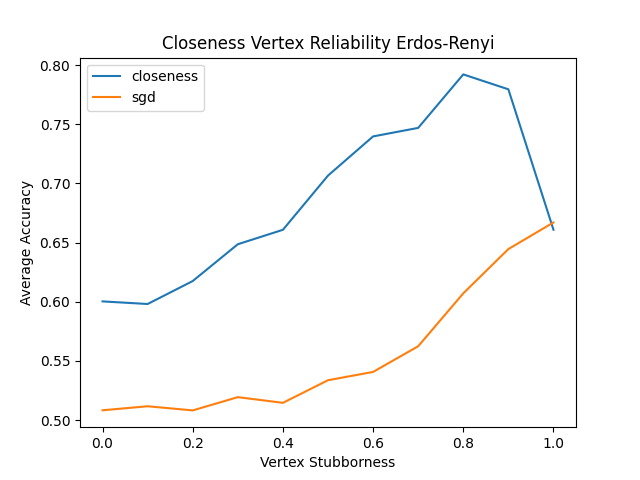 Closeness Vertex Reliability Erdos-Renyi
closeness
sgd
Average Accuracy
0.80
0.75
0.70
0.65
0.60
0.55
0.50
0.0 0.2 0.4 0.6 0.8 1.0
Vertex Stubborness